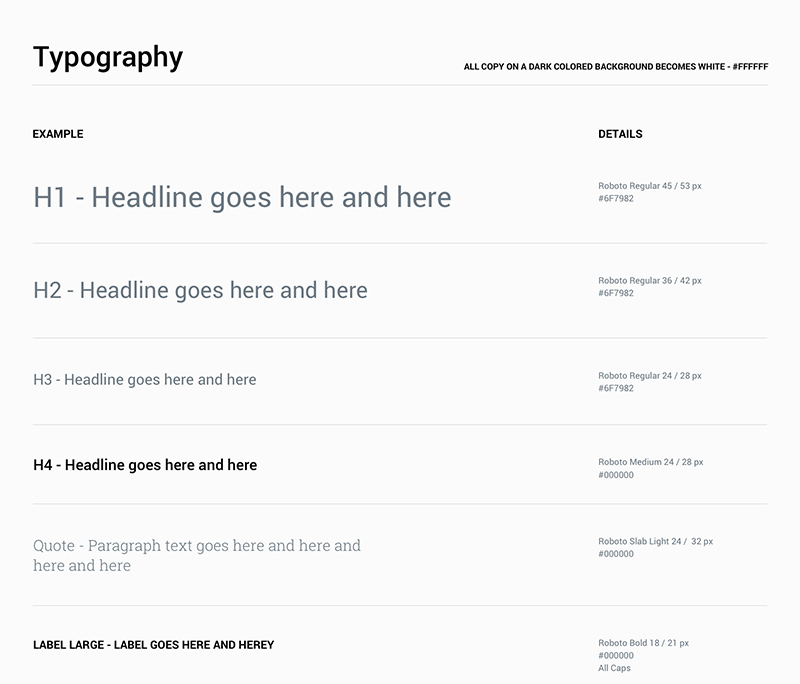 Typography
ALL COPY ON A DARK COLORED BACKGROUND BECOMES WHITE - #FFFFFF
EXAMPLE
DETAILS
H1 - Headline goes here and here
Roboto Regular 45 / 53 px
#6F7982
H2 - Headline goes here and here
Roboto Regular 36 / 42 px
#6F7982
H3 - Headline goes here and here
Roboto Regular 24 / 28 px
#6F7982
H4 - Headline goes here and here
Roboto Medium 24 / 28 px
#000000
Quote - Paragraph text goes here and here and
here and here
Roboto Slab Light 24 / 32 px
#000000
LABEL LARGE - LABEL GOES HERE AND HEREY
Roboto Bold 18 / 21 px
#000000
All Caps